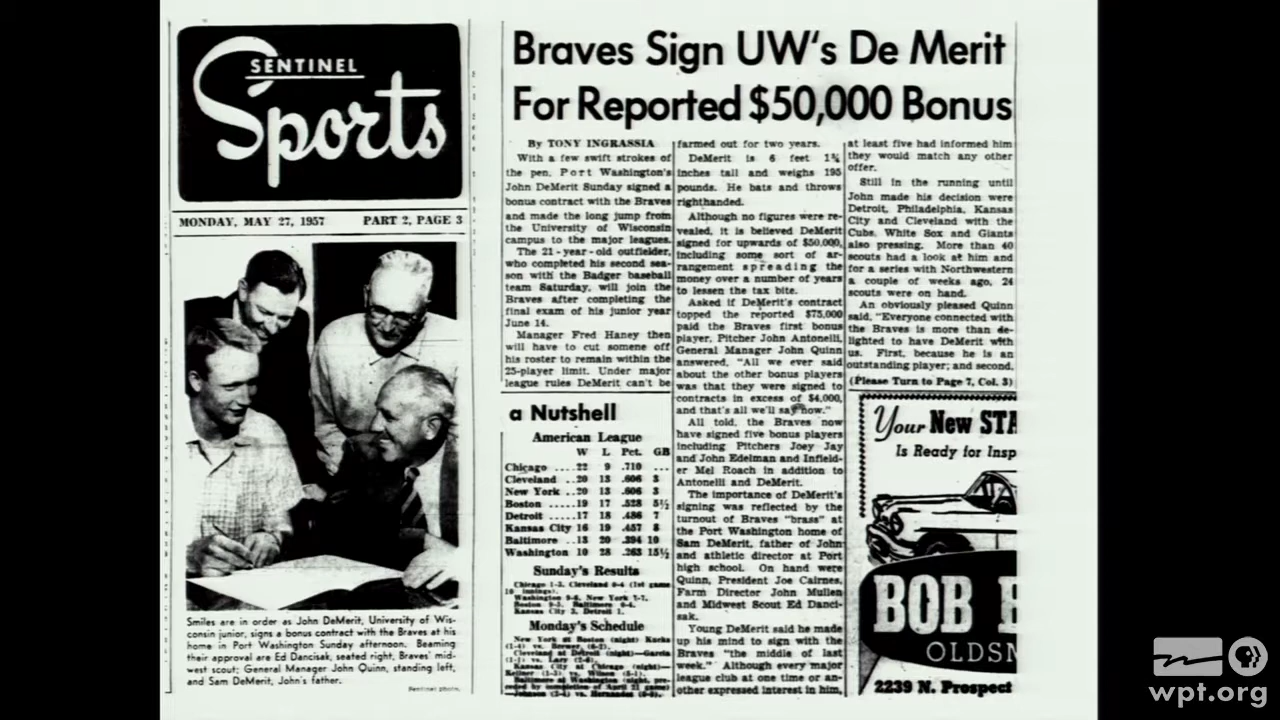 SENTINEL
Sports
MONDAY, MAY 27, 1957 PART 2, PAGE 3
Smiles are in order as John DeMerit, University of Wis-
consin junior, signs a bonus contract with the Braves at his
home in Port Washington Sunday afternoon. Beaming
their approval are Ed Dancisak, seated right, Braves' mid-
west scout; General Manager John Quinn, standing left,
and Sam DeMerit, John's father.
Sentinel photo.
Braves Sign UW's De Merit
For Reported $50,000 Bonus
By TONY INGRASSIA
With a few swift strokes of
the pen, Port Washington's
John DeMerit Sunday signed a
bonus contract with the Braves
and made the long jump from
the University of Wisconsin
campus to the major leagues.
The 21-year-old outfielder,
who completed his second sea-
son with the Badger baseball
team Saturday, will join the
Braves after completing the
final exam of his junior year
June 14.
Manager Fred Haney then
will have to cut someone off
his roster to remain within the
25-player limit. Under major
league rules DeMerit can't be
farmed out for two years.
DeMerit is 6 feet 1¾
inches tall and weighs 195
pounds. He bats and throws
righthanded.
Although no figures were re-
vealed, it is believed DeMerit
signed for upwards of $50,000,
including some sort of ar-
rangement spreading the
money over a number of years
to lessen the tax bite.
Asked if DeMerit's contract
topped the reported $75,000
paid the Braves first bonus
player, Pitcher John Antonelli,
General Manager John Quinn
answered, "All we ever said
about the other bonus players
was that they were signed to
contracts in excess of $4,000,
and that's all we'll say now."
All told, the Braves now
have signed five bonus players
including Pitchers Joey Jay
and John Edelman and Infield-
er Mel Roach in addition to
Antonelli and DeMerit.
The importance of DeMerit's
signing was reflected by the
turnout of Braves "brass" at
the Port Washington home of
Sam DeMerit, father of John
and athletic director at Port
high school. On hand were
Quinn, President Joe Cairnes,
Farm Director John Mullen
and Midwest Scout Ed Danci-
sak.
Young DeMerit said he made
up his mind to sign with the
Braves "the middle of last
week." Although every major
league club at one time or an-
other expressed interest in him,
at least five had informed him
they would match any other
offer.
Still in the running until
John made his decision were
Detroit, Philadelphia, Kansas
City and Cleveland with the
Cubs, White Sox and Giants
also pressing. More than 40
scouts had a look at him and
for a series with Northwestern
a couple of weeks ago, 24
scouts were on hand.
An obviously pleased Quinn
said, "Everyone connected with
the Braves is more than de-
lighted to have DeMerit with
us. First, because he is an
outstanding player; and second,
(Please Turn to Page 7, Col. 3)
a Nutshell
American League
W L Pct. GB
Chicago ....22 9 .710 ...
Cleveland ..20 13 .606 3
New York ...20 13 .606 3
Boston .....19 17 .528 5½
Detroit .....17 18 .486 7
Kansas City 16 19 .457 8
Baltimore ..13 20 .394 10
Washington 10 28 .263 15½
Sunday's Results
Chicago 1-3, Cleveland 0-4 (1st game
10 innings).
Kansas City 3, Detroit 1.
Monday's Schedule
Your New STA
Is Ready for Insp
BOB
OLDSM
2239 N. Prospect
PBS
wpt.org